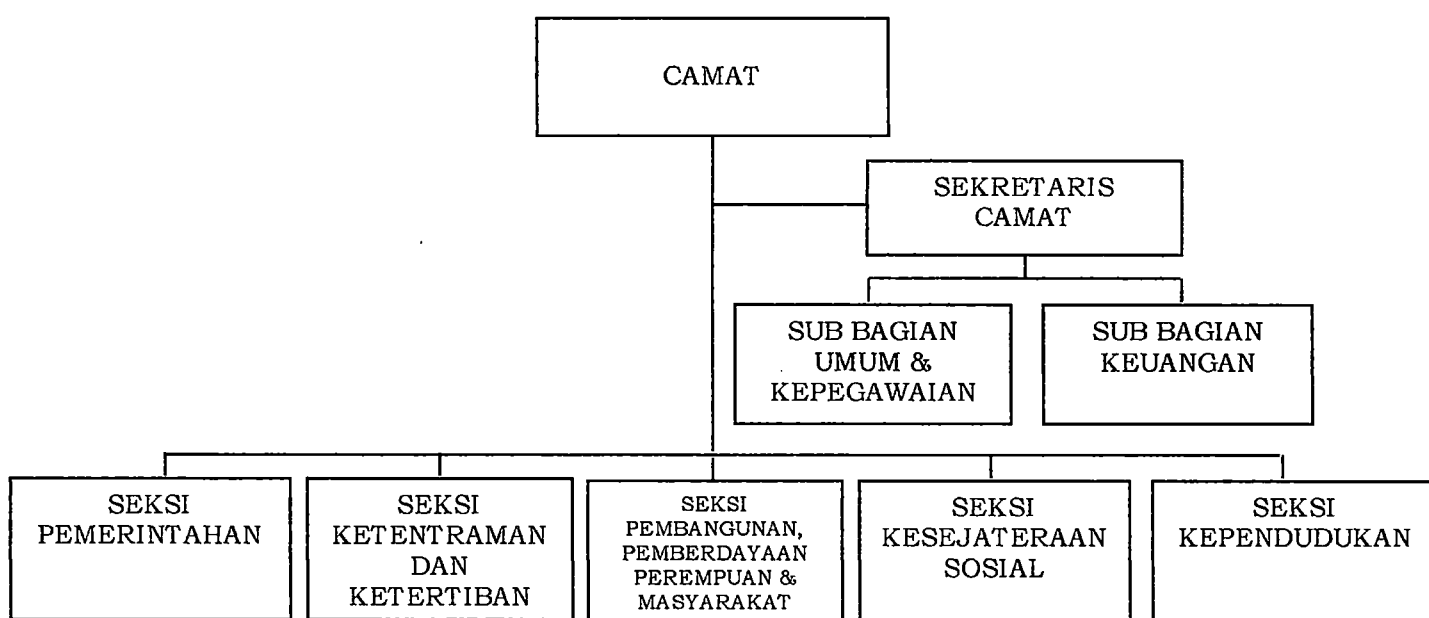 CAMAT
SEKRETARIS
CAMAT
SUB BAGIAN
UMUM &
KEPEGAWAIAN
SUB BAGIAN
KEUANGAN
SEKSI
PEMERINTAHAN
SEKSI
KETENTRAMAN
DAN
KETERTIBAN
SEKSI
PEMBANGUNAN,
PEMBERDAYAAN
PEREMPUAN &
MASYARAKAT
SEKSI
KESEJATERAAN
SOSIAL
SEKSI
KEPENDUDUKAN